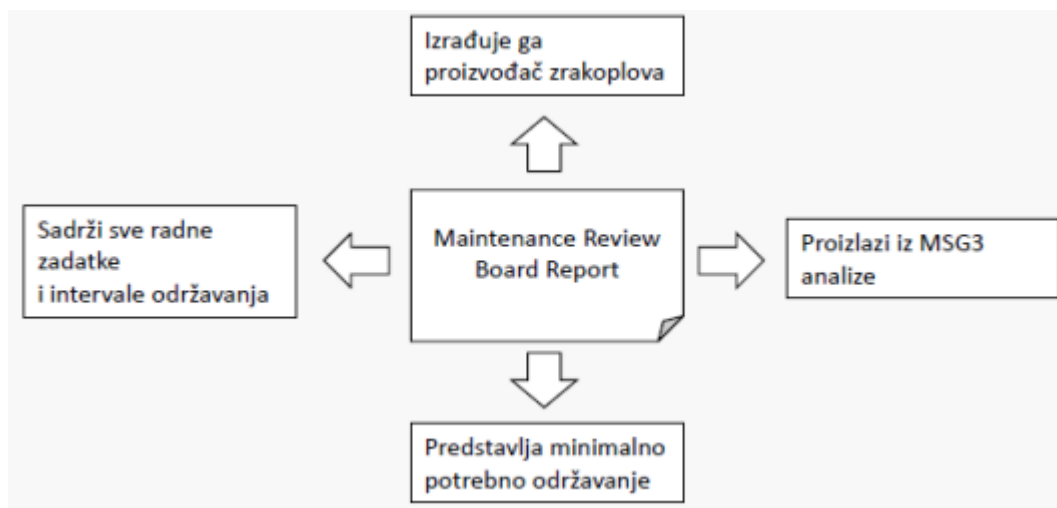 Izrađuje ga
proizvođač zrakoplova
Sadrži sve radne
zadatke
i intervale održavanja
Maintenance Review
Board Report
Proizlazi iz MSG3
analize
Predstavlja minimalno
potrebno održavanje